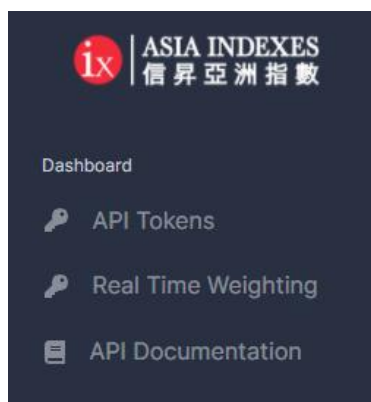 ix
ASIA INDEXES
信昇亞洲指數
Dashboard
API Tokens
Real Time Weighting
API Documentation